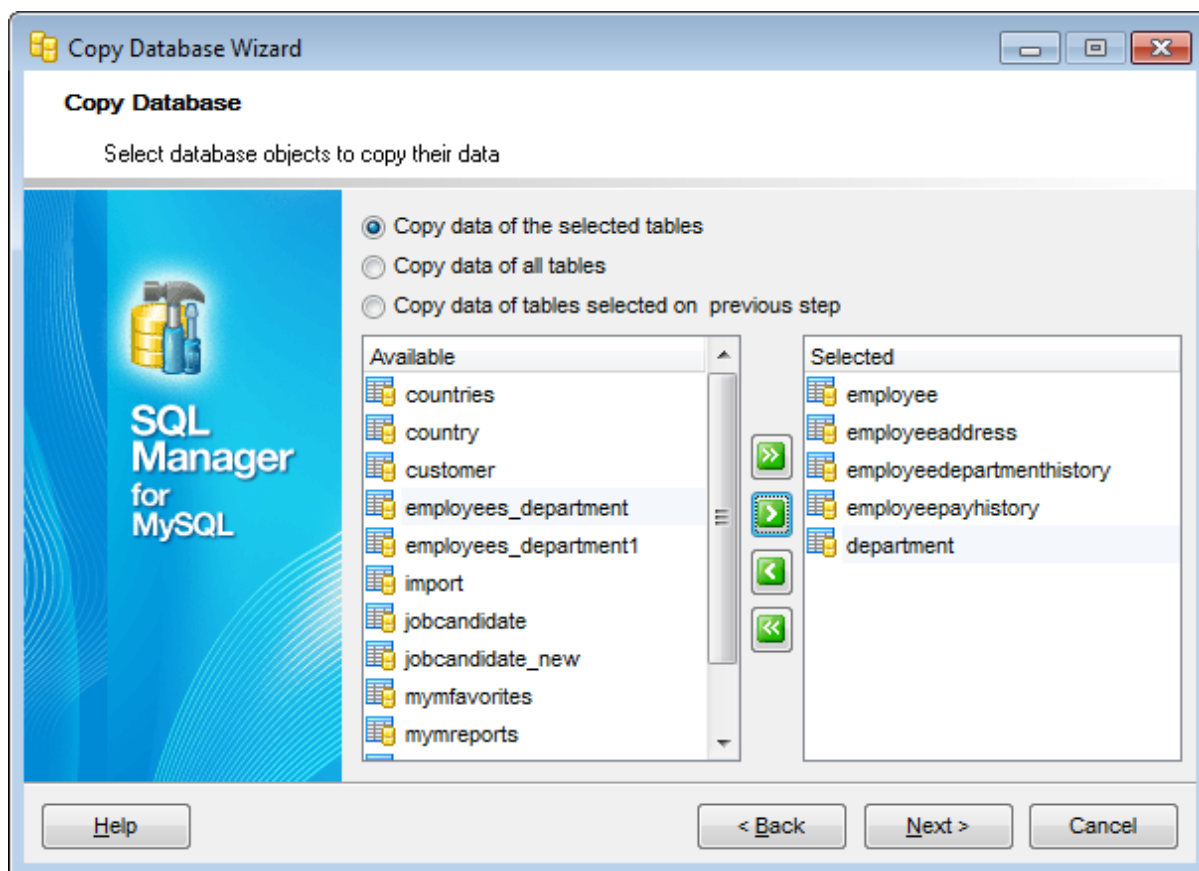 Copy Database Wizard
Copy Database
Select database objects to copy their data
SQL
Manager
for
MySQL
Copy data of the selected tables
Copy data of all tables
Copy data of tables selected on  previous step
Available
countries
country
customer
employees_department
employees_department1
import
jobcandidate
jobcandidate_new
mymfavorites
mymreports
Selected
employee
employeeaddress
employeedepartmenthistory
employeepayhistory
department
Help
< Back
Next >
Cancel